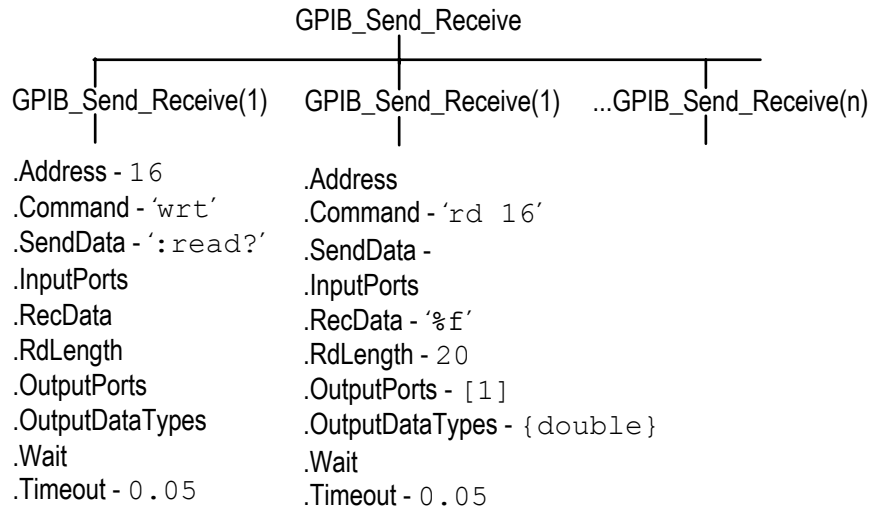 GPIB_Send_Receive
GPIB_Send_Receive(1) GPIB_Send_Receive(1) ...GPIB_Send_Receive(n)
.Address - 16
.Command - ‘wrt’
.SendData - ‘:read?’
.InputPorts
.RecData
.RdLength
.OutputPorts
.OutputDataTypes
.Wait
.Timeout - 0.05
.Address
.Command - ‘rd 16’
.SendData -
.InputPorts
.RecData - ‘%f’
.RdLength - 20
.OutputPorts - [1]
.OutputDataTypes - {double}
.Wait
.Timeout - 0.05